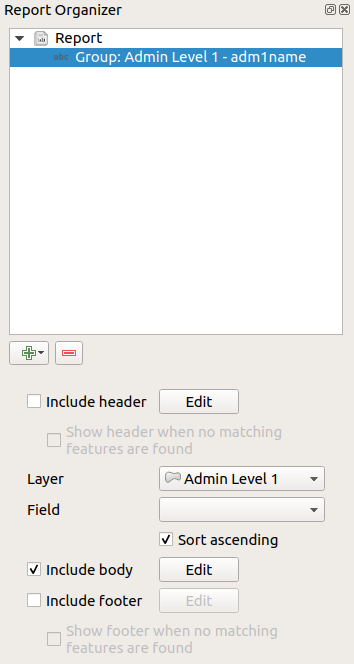 Report Organizer
Report
abc Group: Admin Level 1 - adm1name
Include header Edit
Show header when no matching
features are found
Layer Admin Level 1
Field
Sort ascending
Include body Edit
Include footer Edit
Show footer when no matching
features are found